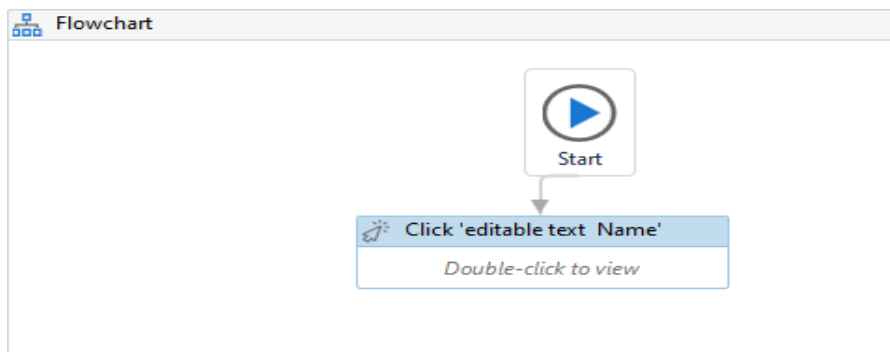 Flowchart
Start
Click 'editable text  Name'
Double-click to view